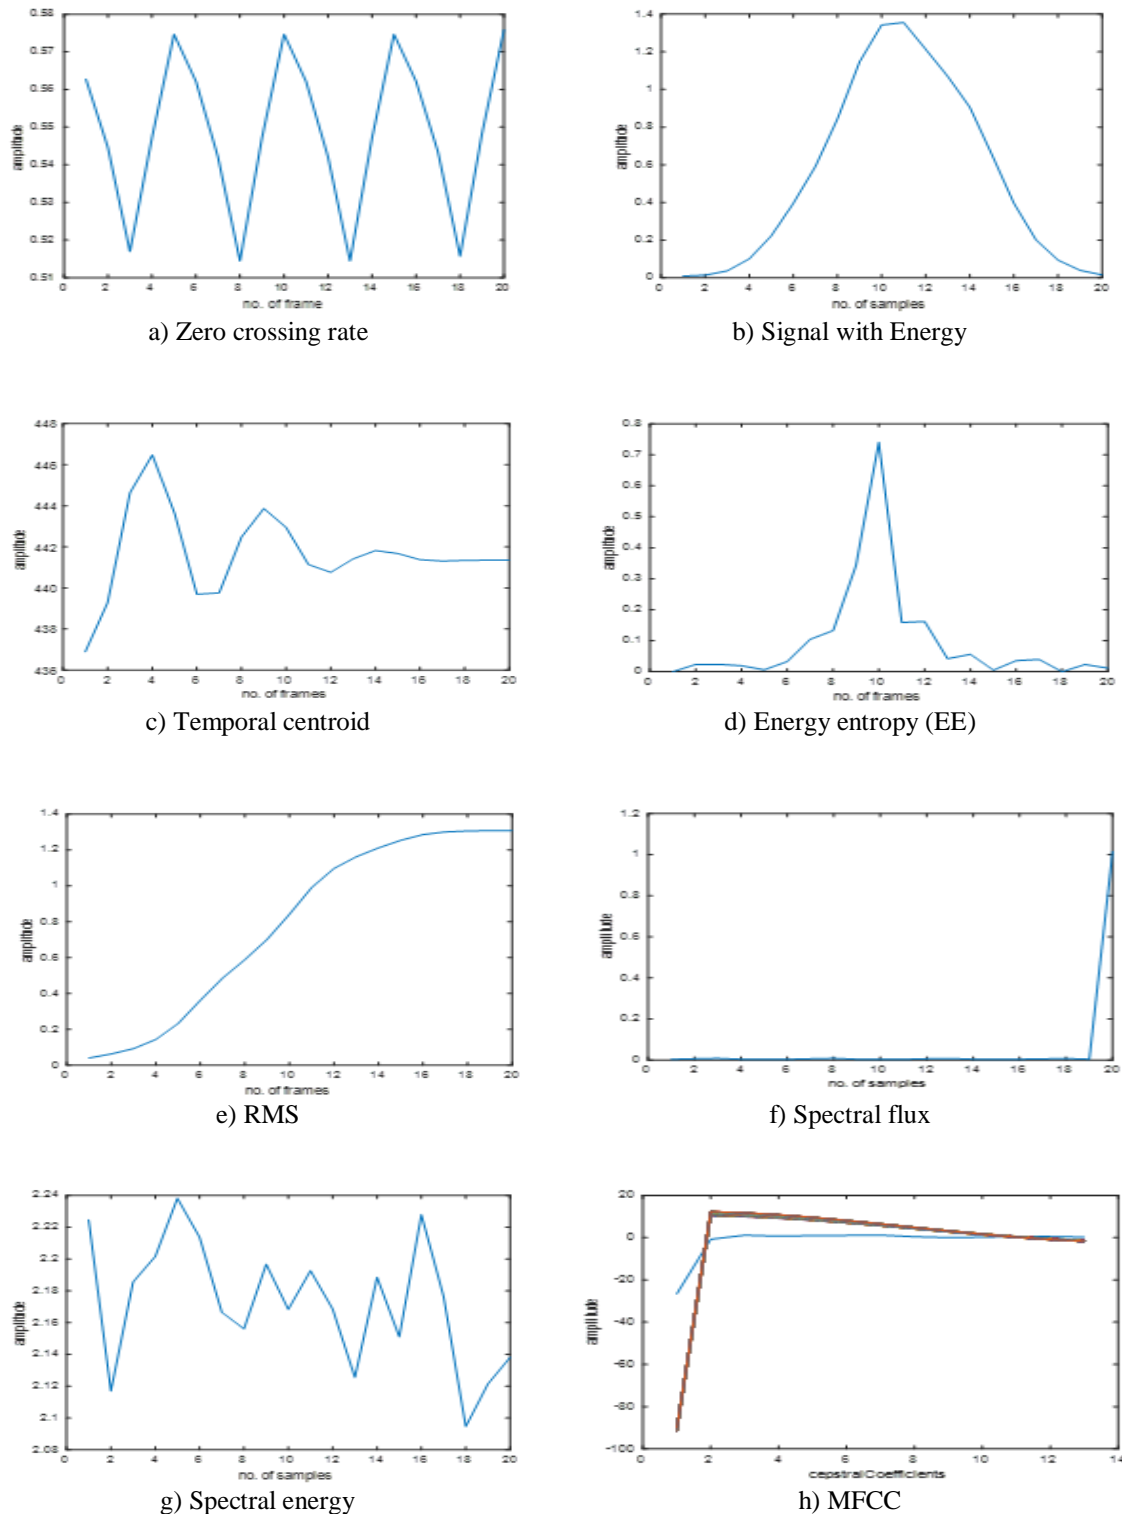 0.58
0.57
0.56
0.55
0.54
0.53
0.52
0.51
amplitude
0 2 4 6 8 10 12 14 16 18 20
no. of frame
a) Zero crossing rate
1.4
1.2
1
0.8
0.6
0.4
0.2
0
amplitude
0 2 4 6 8 10 12 14 16 18 20
no. of samples
b) Signal with Energy
448
446
444
442
440
438
436
amplitude
0 2 4 6 8 10 12 14 16 18 20
no. of frames
c) Temporal centroid
0.8
0.7
0.6
0.5
0.4
0.3
0.2
0.1
0
amplitude
0 2 4 6 8 10 12 14 16 18 20
no. of frames
d) Energy entropy (EE)
1.4
1.2
1
0.8
0.6
0.4
0.2
0
amplitude
0 2 4 6 8 10 12 14 16 18 20
no. of frames
e) RMS
1.2
1
0.8
0.6
0.4
0.2
0
amplitude
0 2 4 6 8 10 12 14 16 18 20
no. of samples
f) Spectral flux
2.24
2.22
2.2
2.18
2.16
2.14
2.12
2.1
2.08
amplitude
0 2 4 6 8 10 12 14 16 18 20
no. of samples
g) Spectral energy
20
0
-20
-40
-60
-80
-100
amplitude
0 2 4 6 8 10 12 14
cepstralCoefficients
h) MFCC